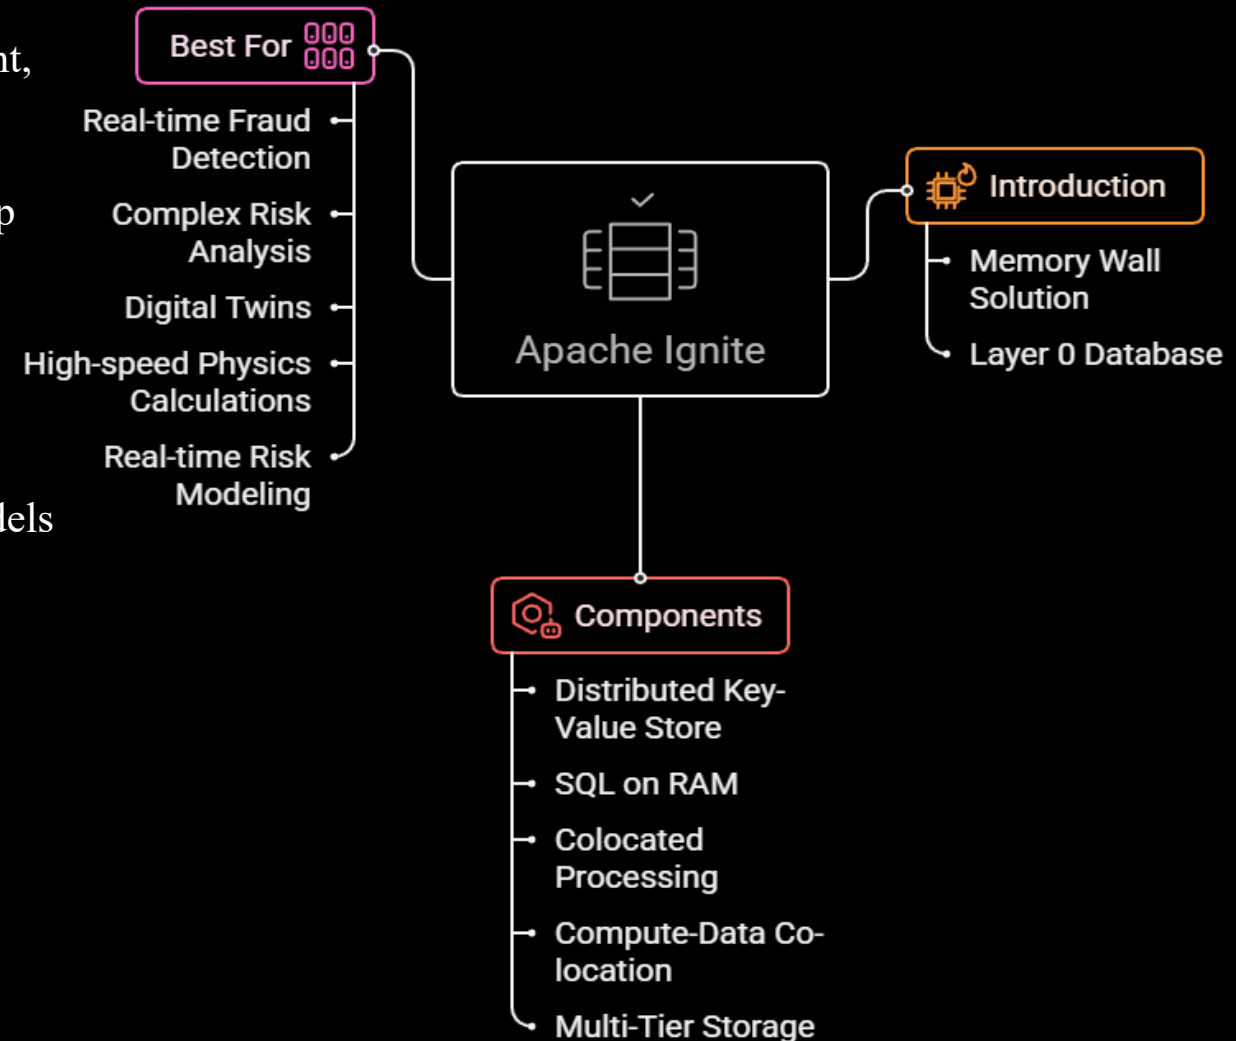 Best For
Real-time Fraud
Detection
Complex Risk
Analysis
Digital Twins
High-speed Physics
Calculations
Real-time Risk
Modeling
Apache Ignite
Introduction
Memory Wall
Solution
Layer 0 Database
Components
Distributed Key-
Value Store
SQL on RAM
Colocated
Processing
Compute-Data Co-
location
Multi-Tier Storage